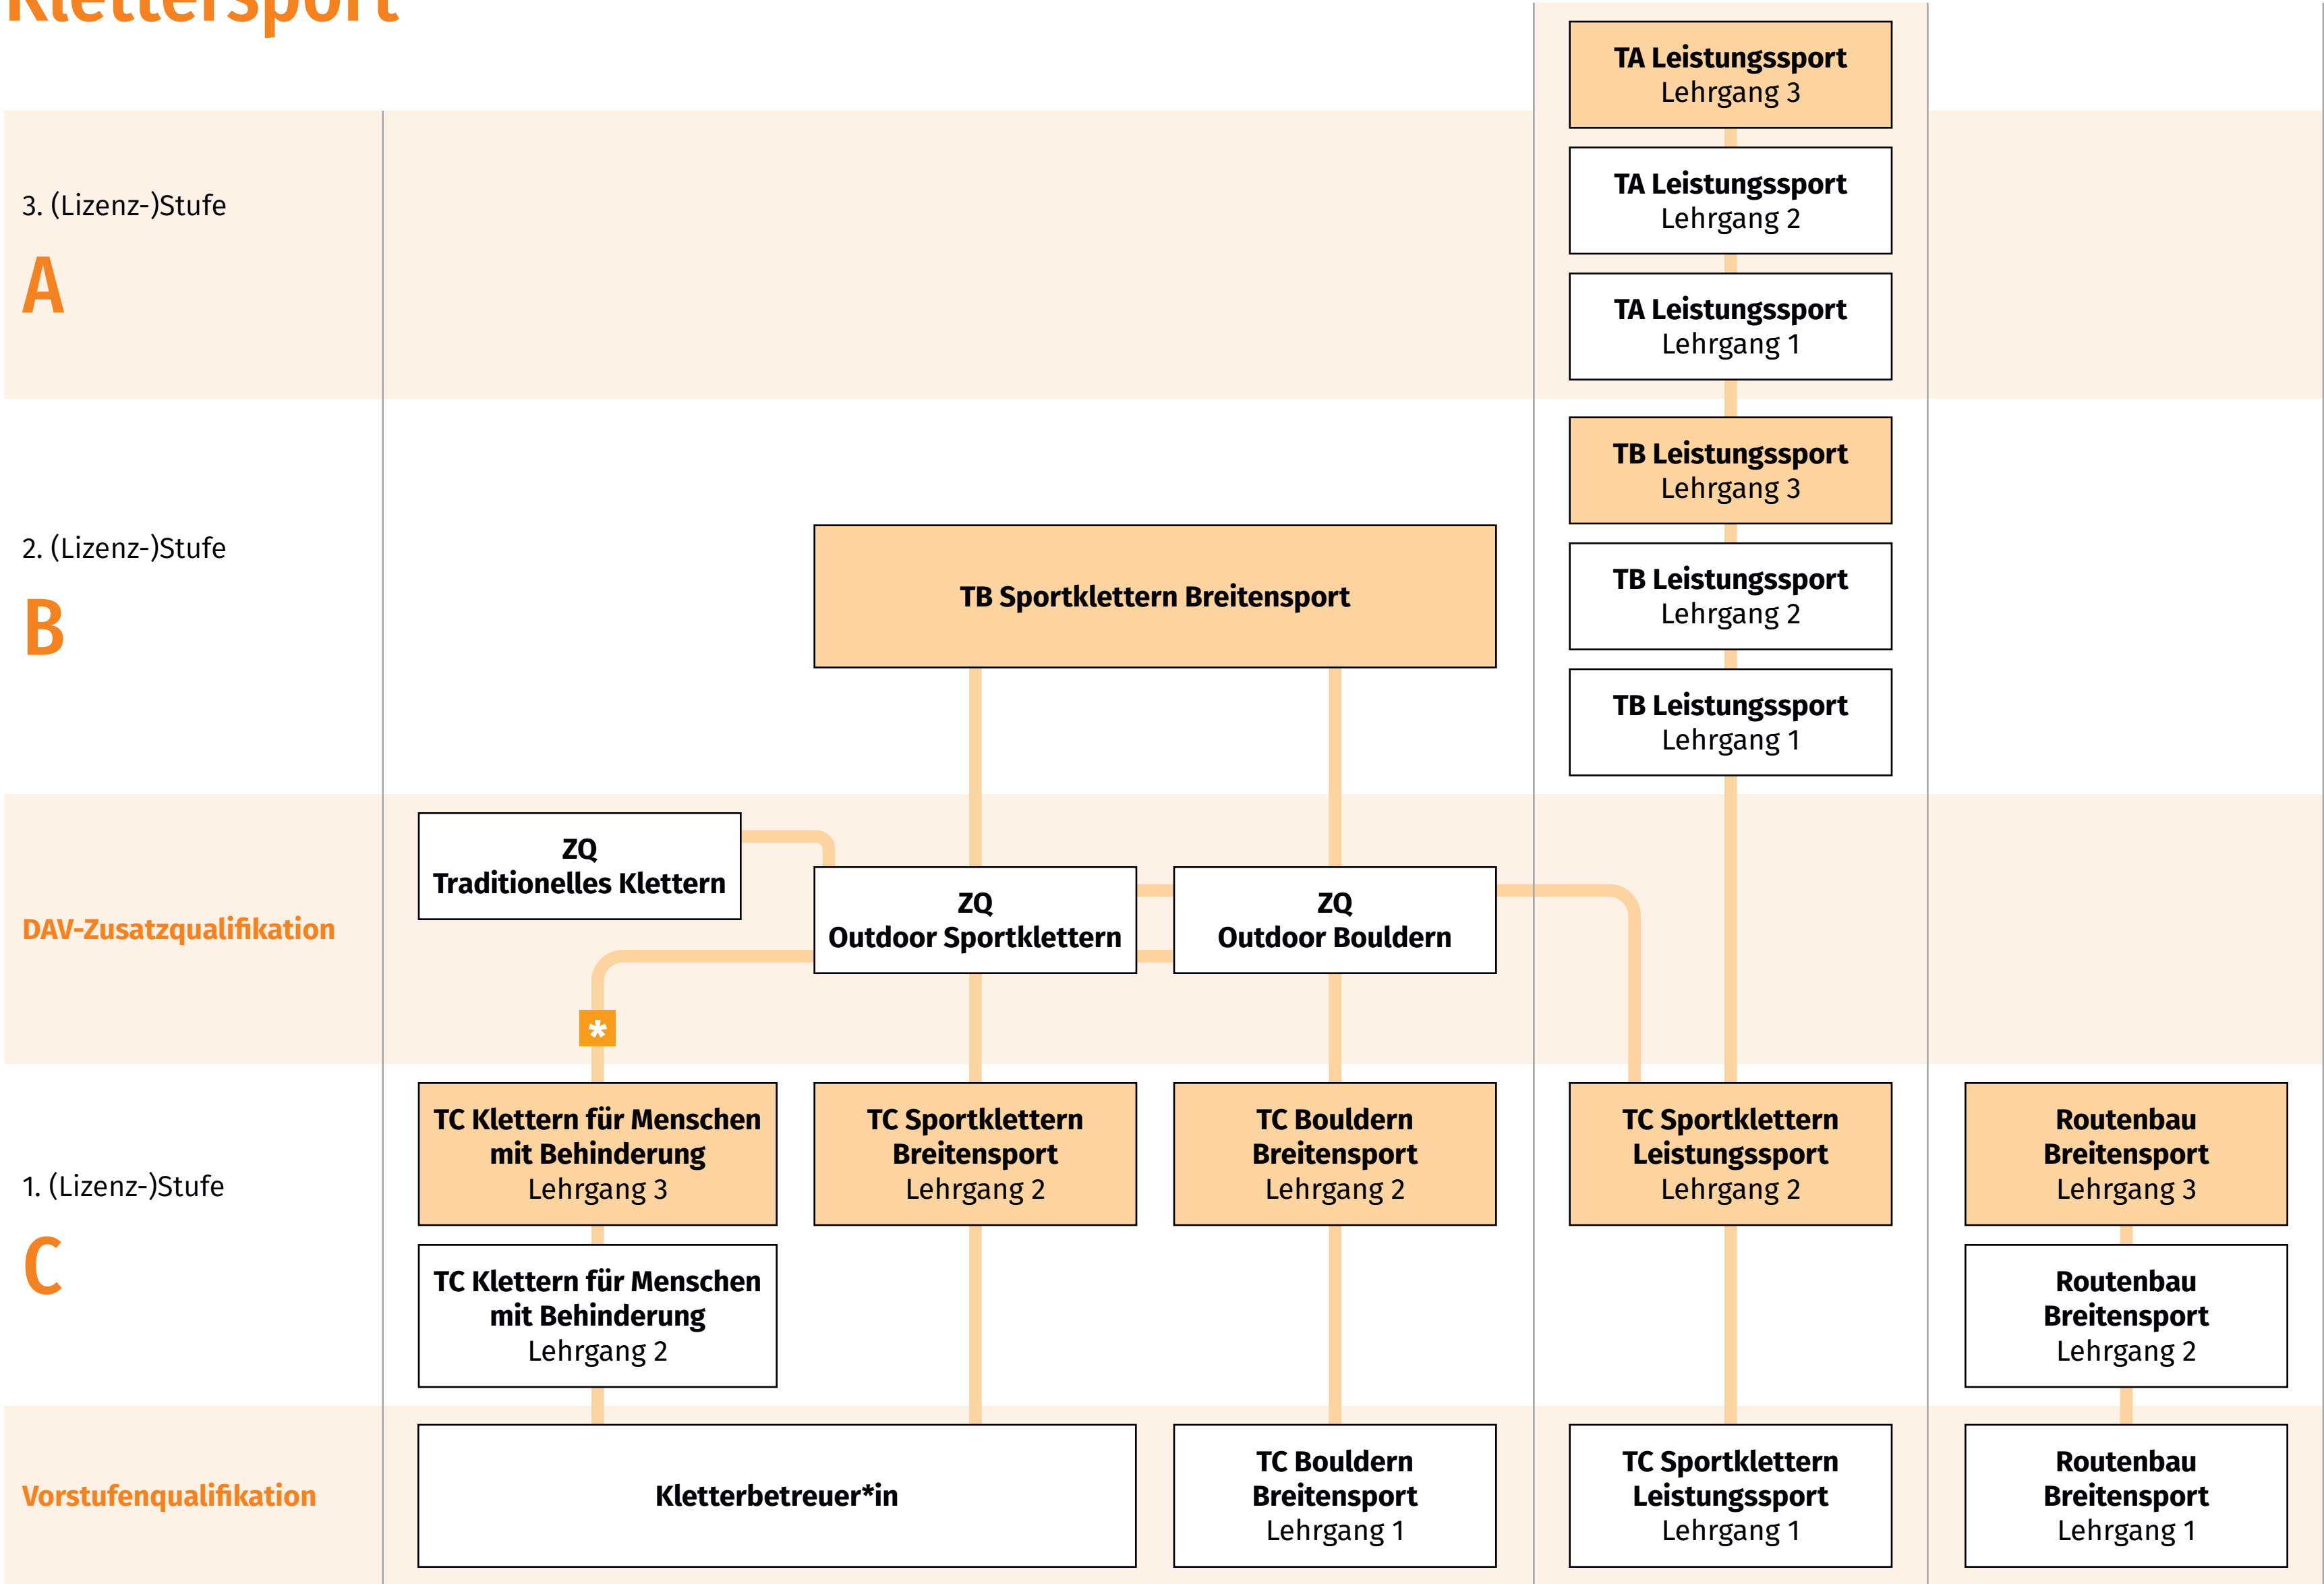 Klettersport
TA Leistungssport
Lehrgang 3
3. (Lizenz-)Stufe
A
TA Leistungssport
Lehrgang 2
TA Leistungssport
Lehrgang 1
2. (Lizenz-)Stufe
B
TB Sportklettern Breitensport
TB Leistungssport
Lehrgang 3
TB Leistungssport
Lehrgang 2
TB Leistungssport
Lehrgang 1
DAV-Zusatzqualifikation
ZQ
Traditionelles Klettern
ZQ
Outdoor Sportklettern
ZQ
Outdoor Bouldern
*
1. (Lizenz-)Stufe
C
TC Klettern für Menschen
mit Behinderung
Lehrgang 3
TC Sportklettern
Breitensport
Lehrgang 2
TC Bouldern
Breitensport
Lehrgang 2
TC Sportklettern
Leistungssport
Lehrgang 2
Routenbau
Breitensport
Lehrgang 3
TC Klettern für Menschen
mit Behinderung
Lehrgang 2
Routenbau
Breitensport
Lehrgang 2
Vorstufenqualifikation
Kletterbetreuer*in
TC Bouldern
Breitensport
Lehrgang 1
TC Sportklettern
Leistungssport
Lehrgang 1
Routenbau
Breitensport
Lehrgang 1